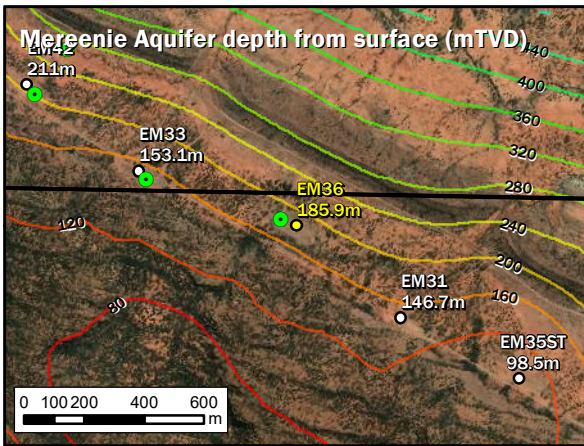 Mereenie Aquifer depth from surface (mTVD)
EM42
211m
440
400
360
320
280
240
200
160
120
80
EM33
153.1m
EM36
185.9m
EM31
146.7m
EM35ST
98.5m
0 100 200 400 600
m